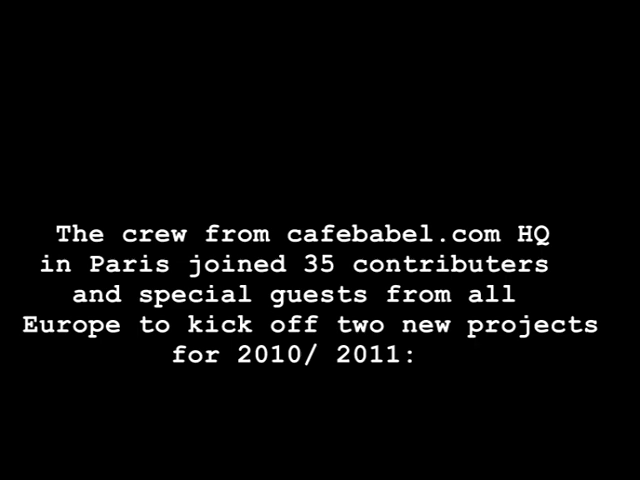 The crew from cafebabel.com HQ
in Paris joined 35 contributers
and special guests from all
Europe to kick off two new projects
for 2010/ 2011: